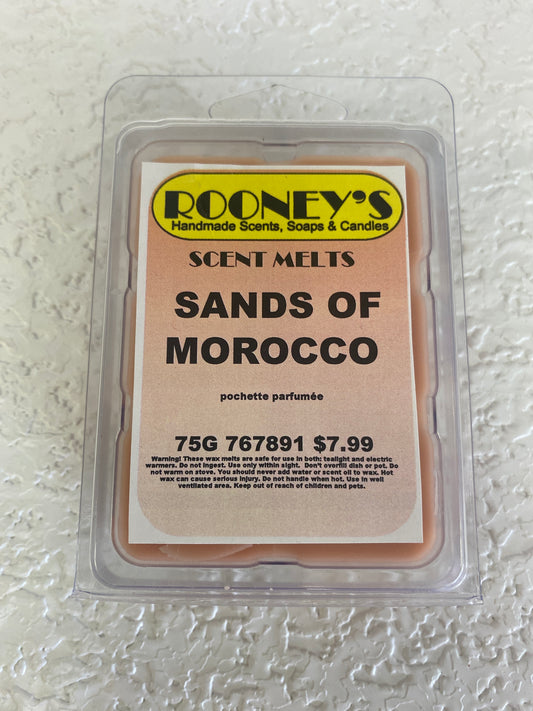 ROONEY'S
Handmade Scents, Soaps & Candles
SCENT MELTS
SANDS OF
MOROCCO
pochette parfumée
75G 767891 $7.99
Warning! These wax melts are safe for use in both: tealight and electric
warmers. Do not ingest. Use only within sight. Don't overfill dish or pot. Do
not warm on stove. You should never add water or scent oil to wax. Hot
wax can cause serious injury. Do not handle whan hot. Use in well
ventilated area. Keep out of reach of children and pets.